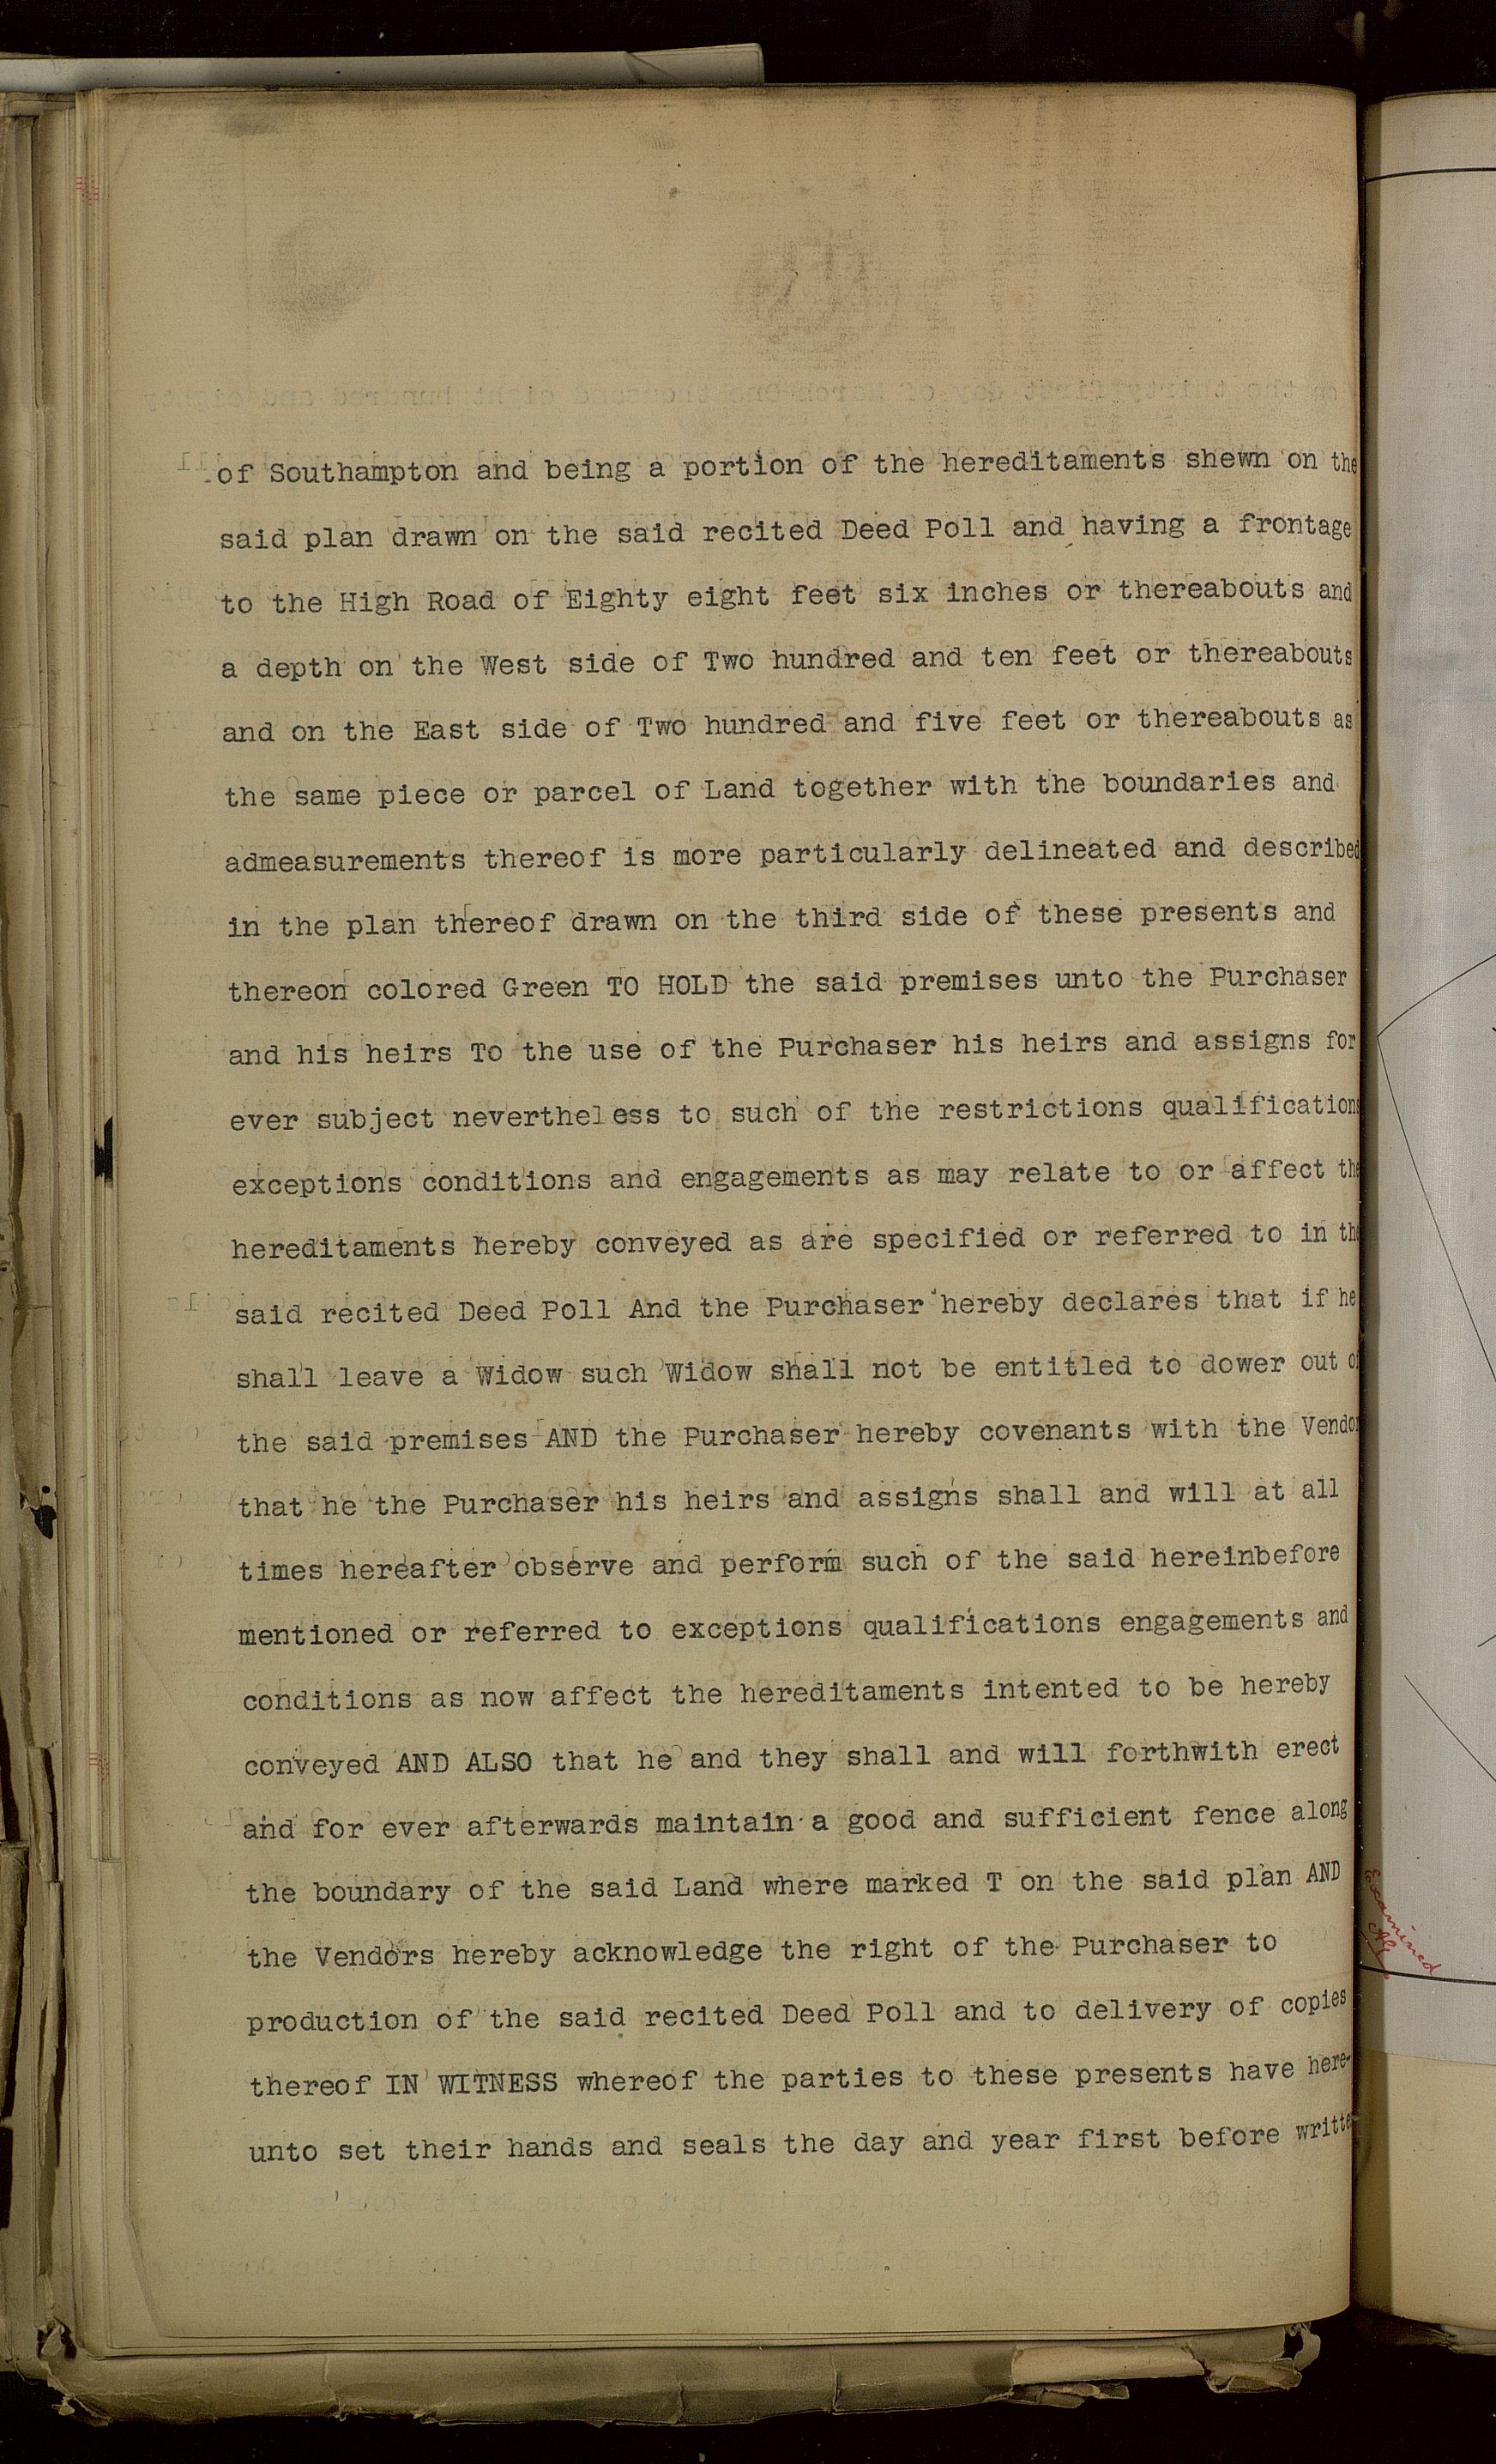 of Southampton and being a portion of the hereditaments shewn on the
said plan drawn on the said recited Deed Poll and having a frontage
to the High Road of Eighty eight feet six inches or thereabouts and
a depth on the West side of Two hundred and ten feet or thereabouts
and on the East side of Two hundred and five feet or thereabouts as
the same piece or parcel of Land together with the boundaries and
admeasurements thereof is more particularly delineated and described
in the plan thereof drawn on the third side of these presents and
thereon colored Green TO HOLD the said premises unto the Purchaser
and his heirs To the use of the Purchaser his heirs and assigns for
ever subject nevertheless to such of the restrictions qualifications
exceptions conditions and engagements as may relate to or affect the
hereditaments hereby conveyed as are specified or referred to in the
said recited Deed Poll And the Purchaser hereby declares that if he
shall leave a Widow such Widow shall not be entitled to dower out of
the said premises AND the Purchaser hereby covenants with the Vendor
that he the Purchaser his heirs and assigns shall and will at all
times hereafter observe and perform such of the said hereinbefore
mentioned or referred to exceptions qualifications engagements and
conditions as now affect the hereditaments intented to be hereby
conveyed AND ALSO that he and they shall and will forthwith erect
and for ever afterwards maintain a good and sufficient fence along
the boundary of the said Land where marked T on the said plan AND
the Vendors hereby acknowledge the right of the Purchaser to
production of the said recited Deed Poll and to delivery of copies
thereof IN WITNESS whereof the parties to these presents have here-
unto set their hands and seals the day and year first before writte
Examined